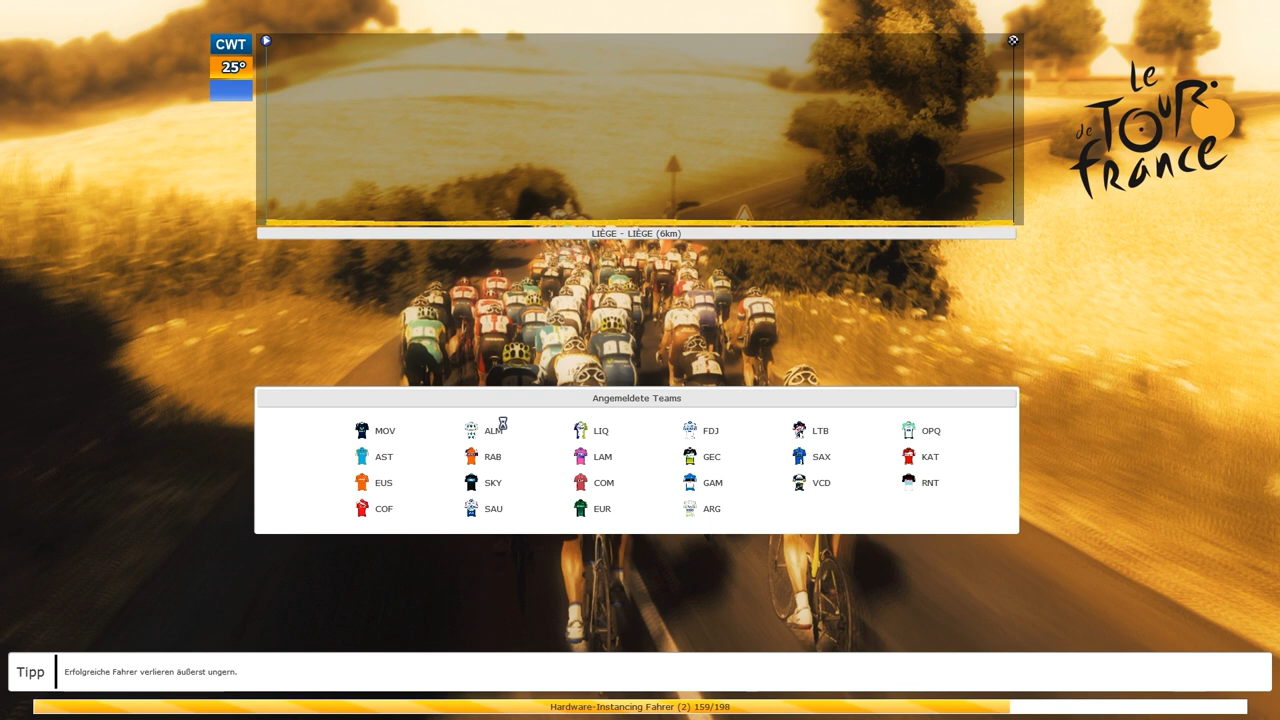 CWT
25°
Le
TOUR
de
france
LIÈGE - LIÈGE (6km)
Angemeldete Teams
MOV ALM LIQ FDJ LTB OPQ
AST RAB LAM GEC SAX KAT
EUS SKY COM GAM VCD RNT
COF SAU EUR ARG
Tipp
Erfolgreiche Fahrer verlieren äußerst ungern.
Hardware-Instancing Fahrer (2) 159/198